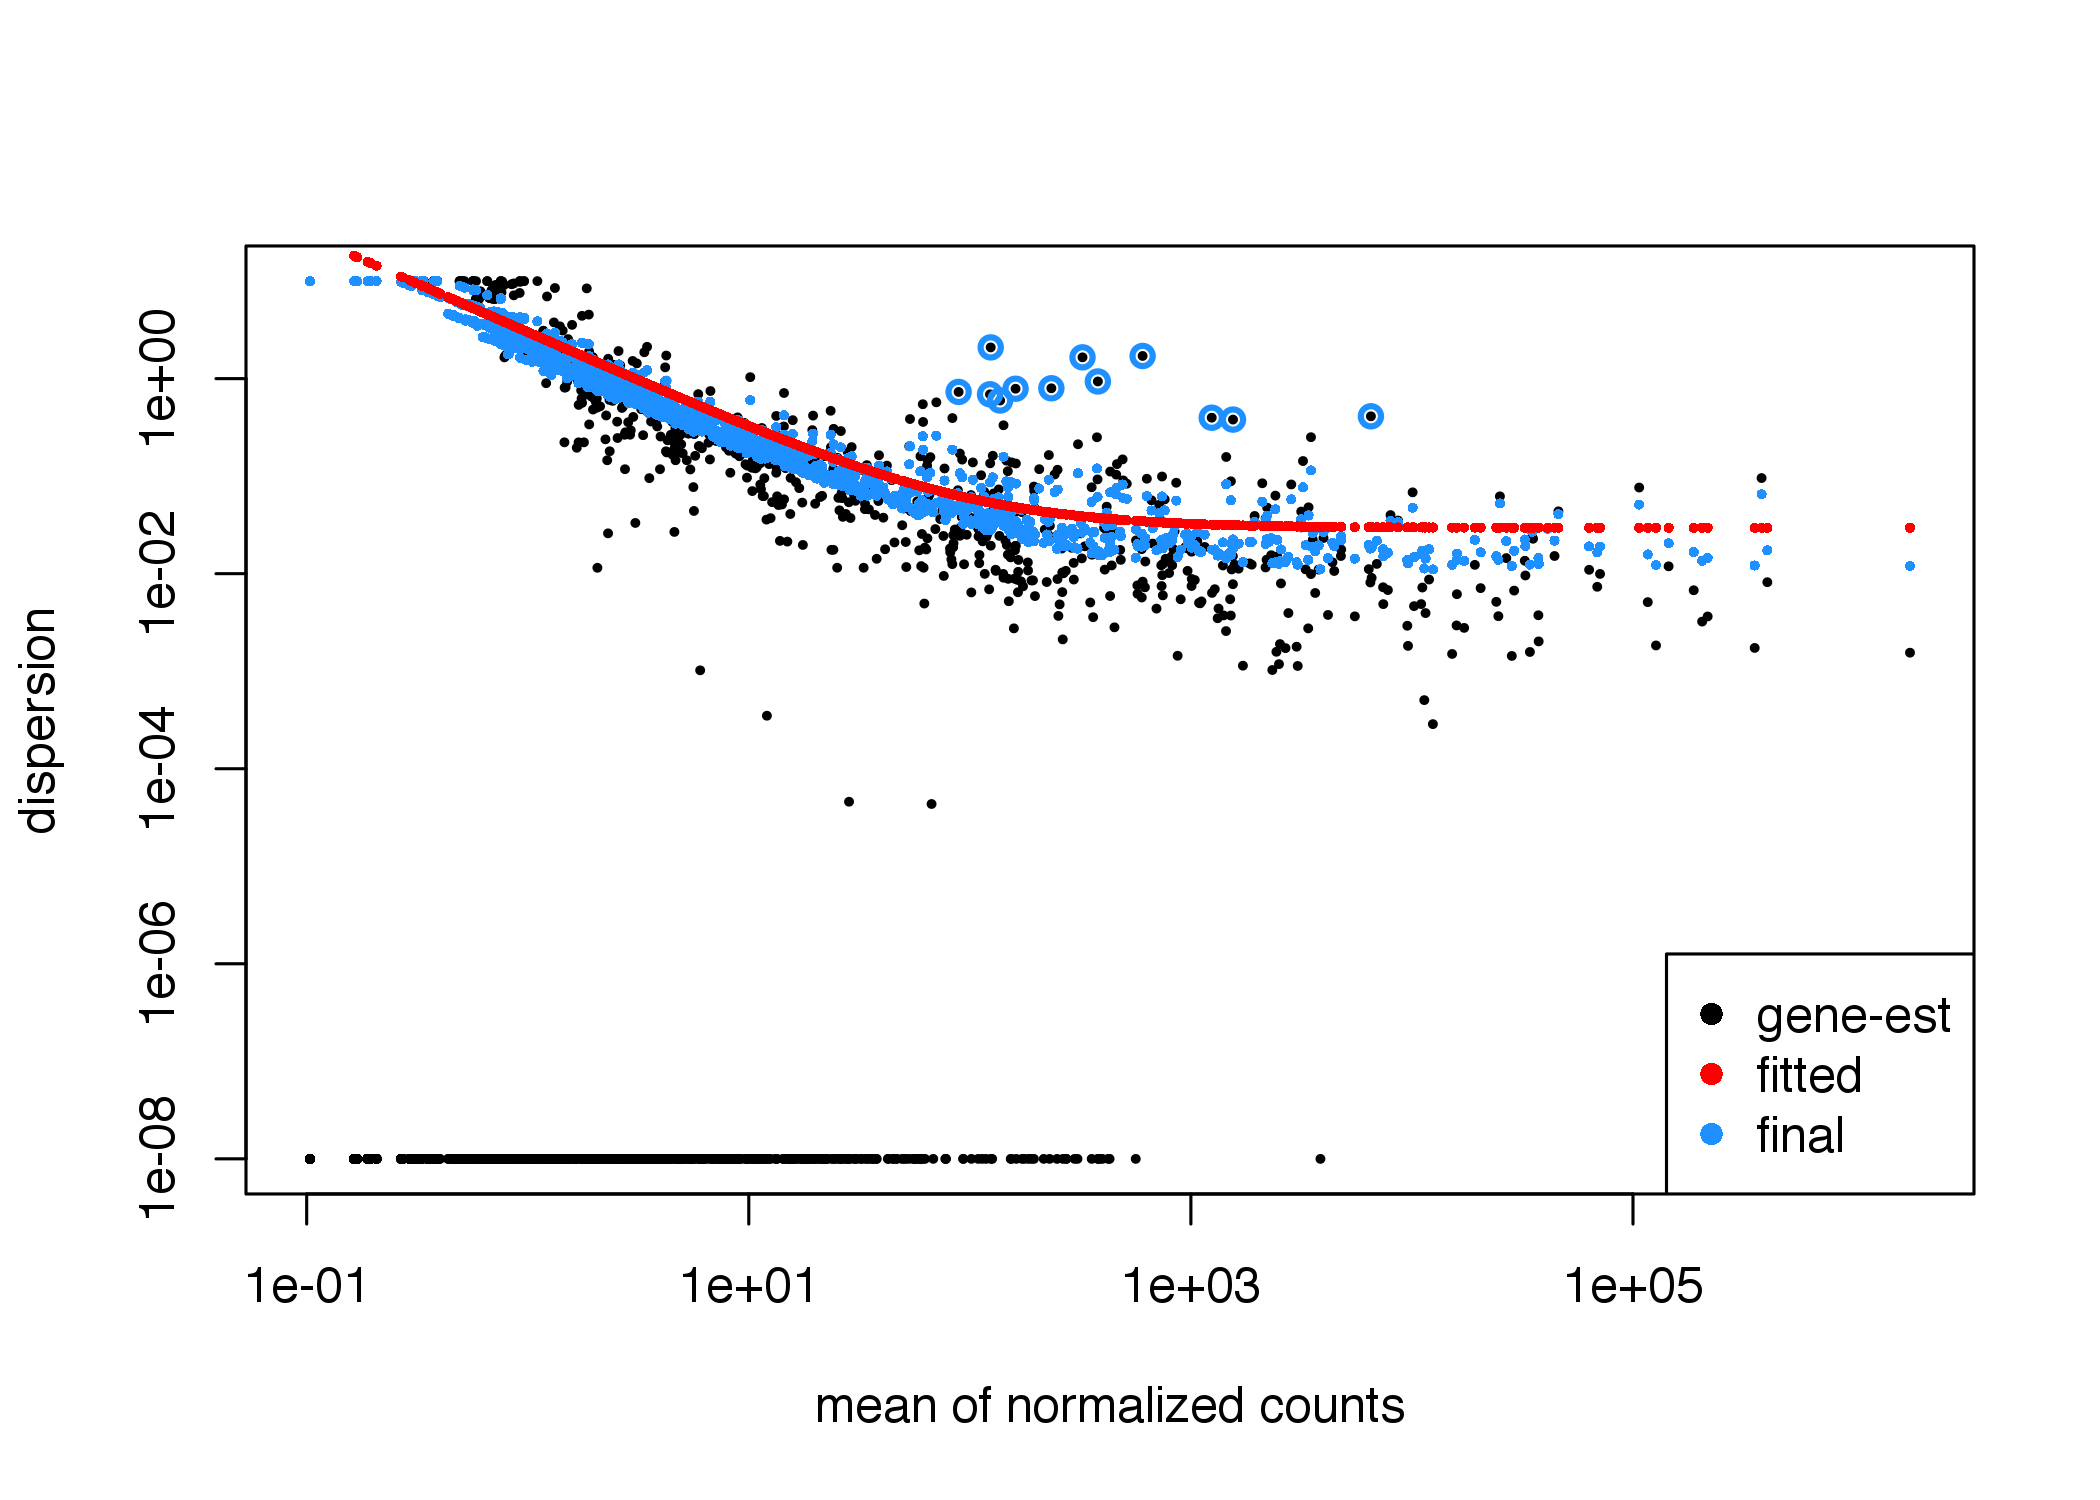 dispersion
1e+00
1e-02
1e-04
1e-06
1e-08
1e-01
1e+01
1e+03
1e+05
mean of normalized counts
gene-est
fitted
final